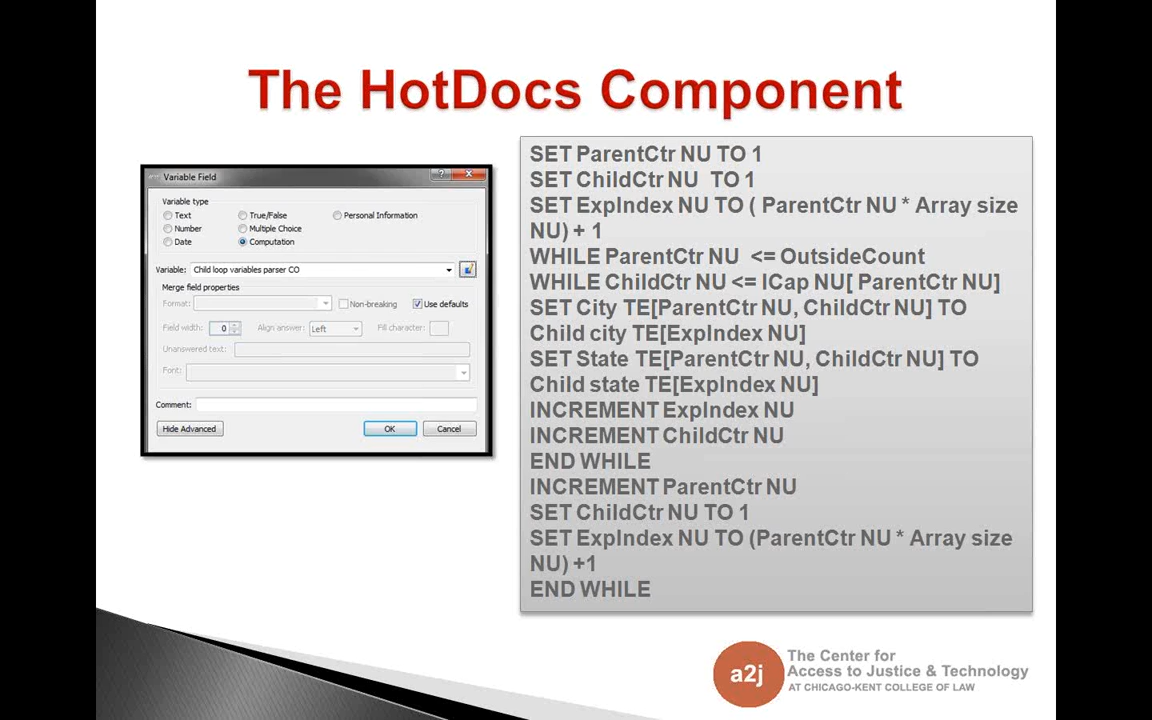 The HotDocs Component
Variable Field
Variable type
Text
True/False
Personal Information
Number
Multiple Choice
Date
Computation
Variable: Child loop variables parser CO
Merge field properties
Format:
Non-breaking
Use defaults
Field width: 0
Align answer: Left
Fill character:
Unanswered text:
Font:
Comment:
Hide Advanced
OK
Cancel
SET ParentCtr NU TO 1
SET ChildCtr NU  TO 1
SET ExpIndex NU TO ( ParentCtr NU * Array size
NU) + 1
WHILE ParentCtr NU  <= OutsideCount
WHILE ChildCtr NU <= ICap NU[ ParentCtr NU]
SET City TE[ParentCtr NU, ChildCtr NU] TO
Child city TE[ExpIndex NU]
SET State TE[ParentCtr NU, ChildCtr NU] TO
Child state TE[ExpIndex NU]
INCREMENT ExpIndex NU
INCREMENT ChildCtr NU
END WHILE
INCREMENT ParentCtr NU
SET ChildCtr NU TO 1
SET ExpIndex NU TO (ParentCtr NU * Array size
NU) +1
END WHILE
a2j
The Center for
Access to Justice & Technology
AT CHICAGO-KENT COLLEGE OF LAW